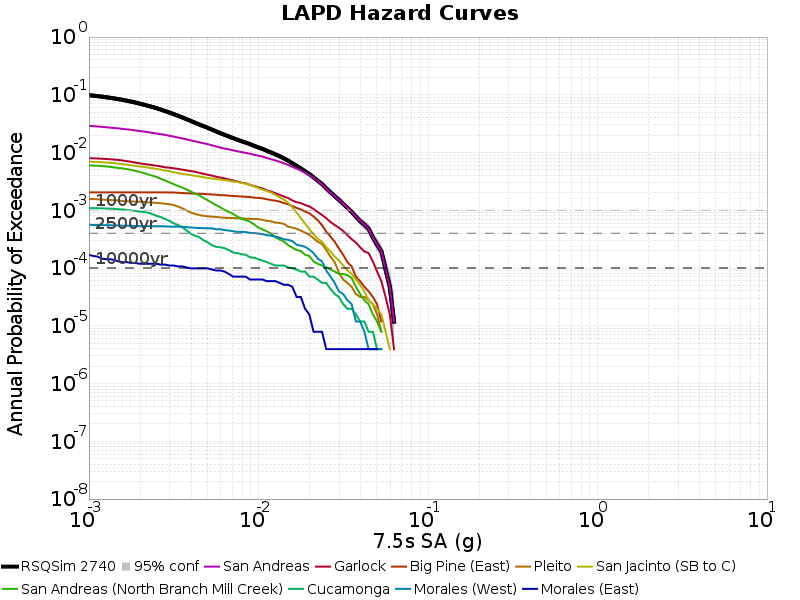 LAPD Hazard Curves
Annual Probability of Exceedance
10^0
10^-1
10^-2
10^-3
10^-4
10^-5
10^-6
10^-7
10^-8
1000yr
2500yr
10000yr
10^-3 10^-2 10^-1 10^0 10^1
7.5s SA (g)
RSQSim 2740 95% conf San Andreas Garlock Big Pine (East) Pleito San Jacinto (SB to C)
San Andreas (North Branch Mill Creek) Cucamonga Morales (West) Morales (East)